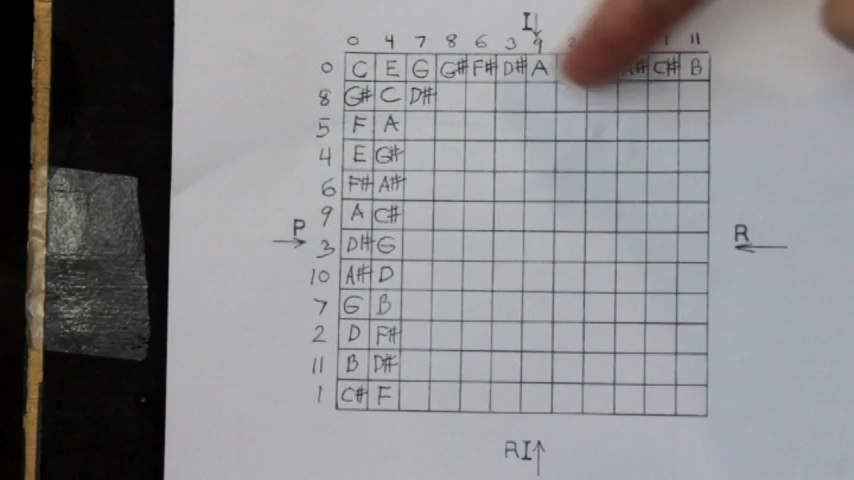 I↓
0 4 7 8 6 3 9 1 11
0 C E G G# F# D# A A# C# B
8 G# C D#
5 F A
4 E G#
6 F# A#
9 A C#
P → 3 D# G R ←
10 A# D
7 G B
2 D F#
11 B D#
1 C# F
RI↑